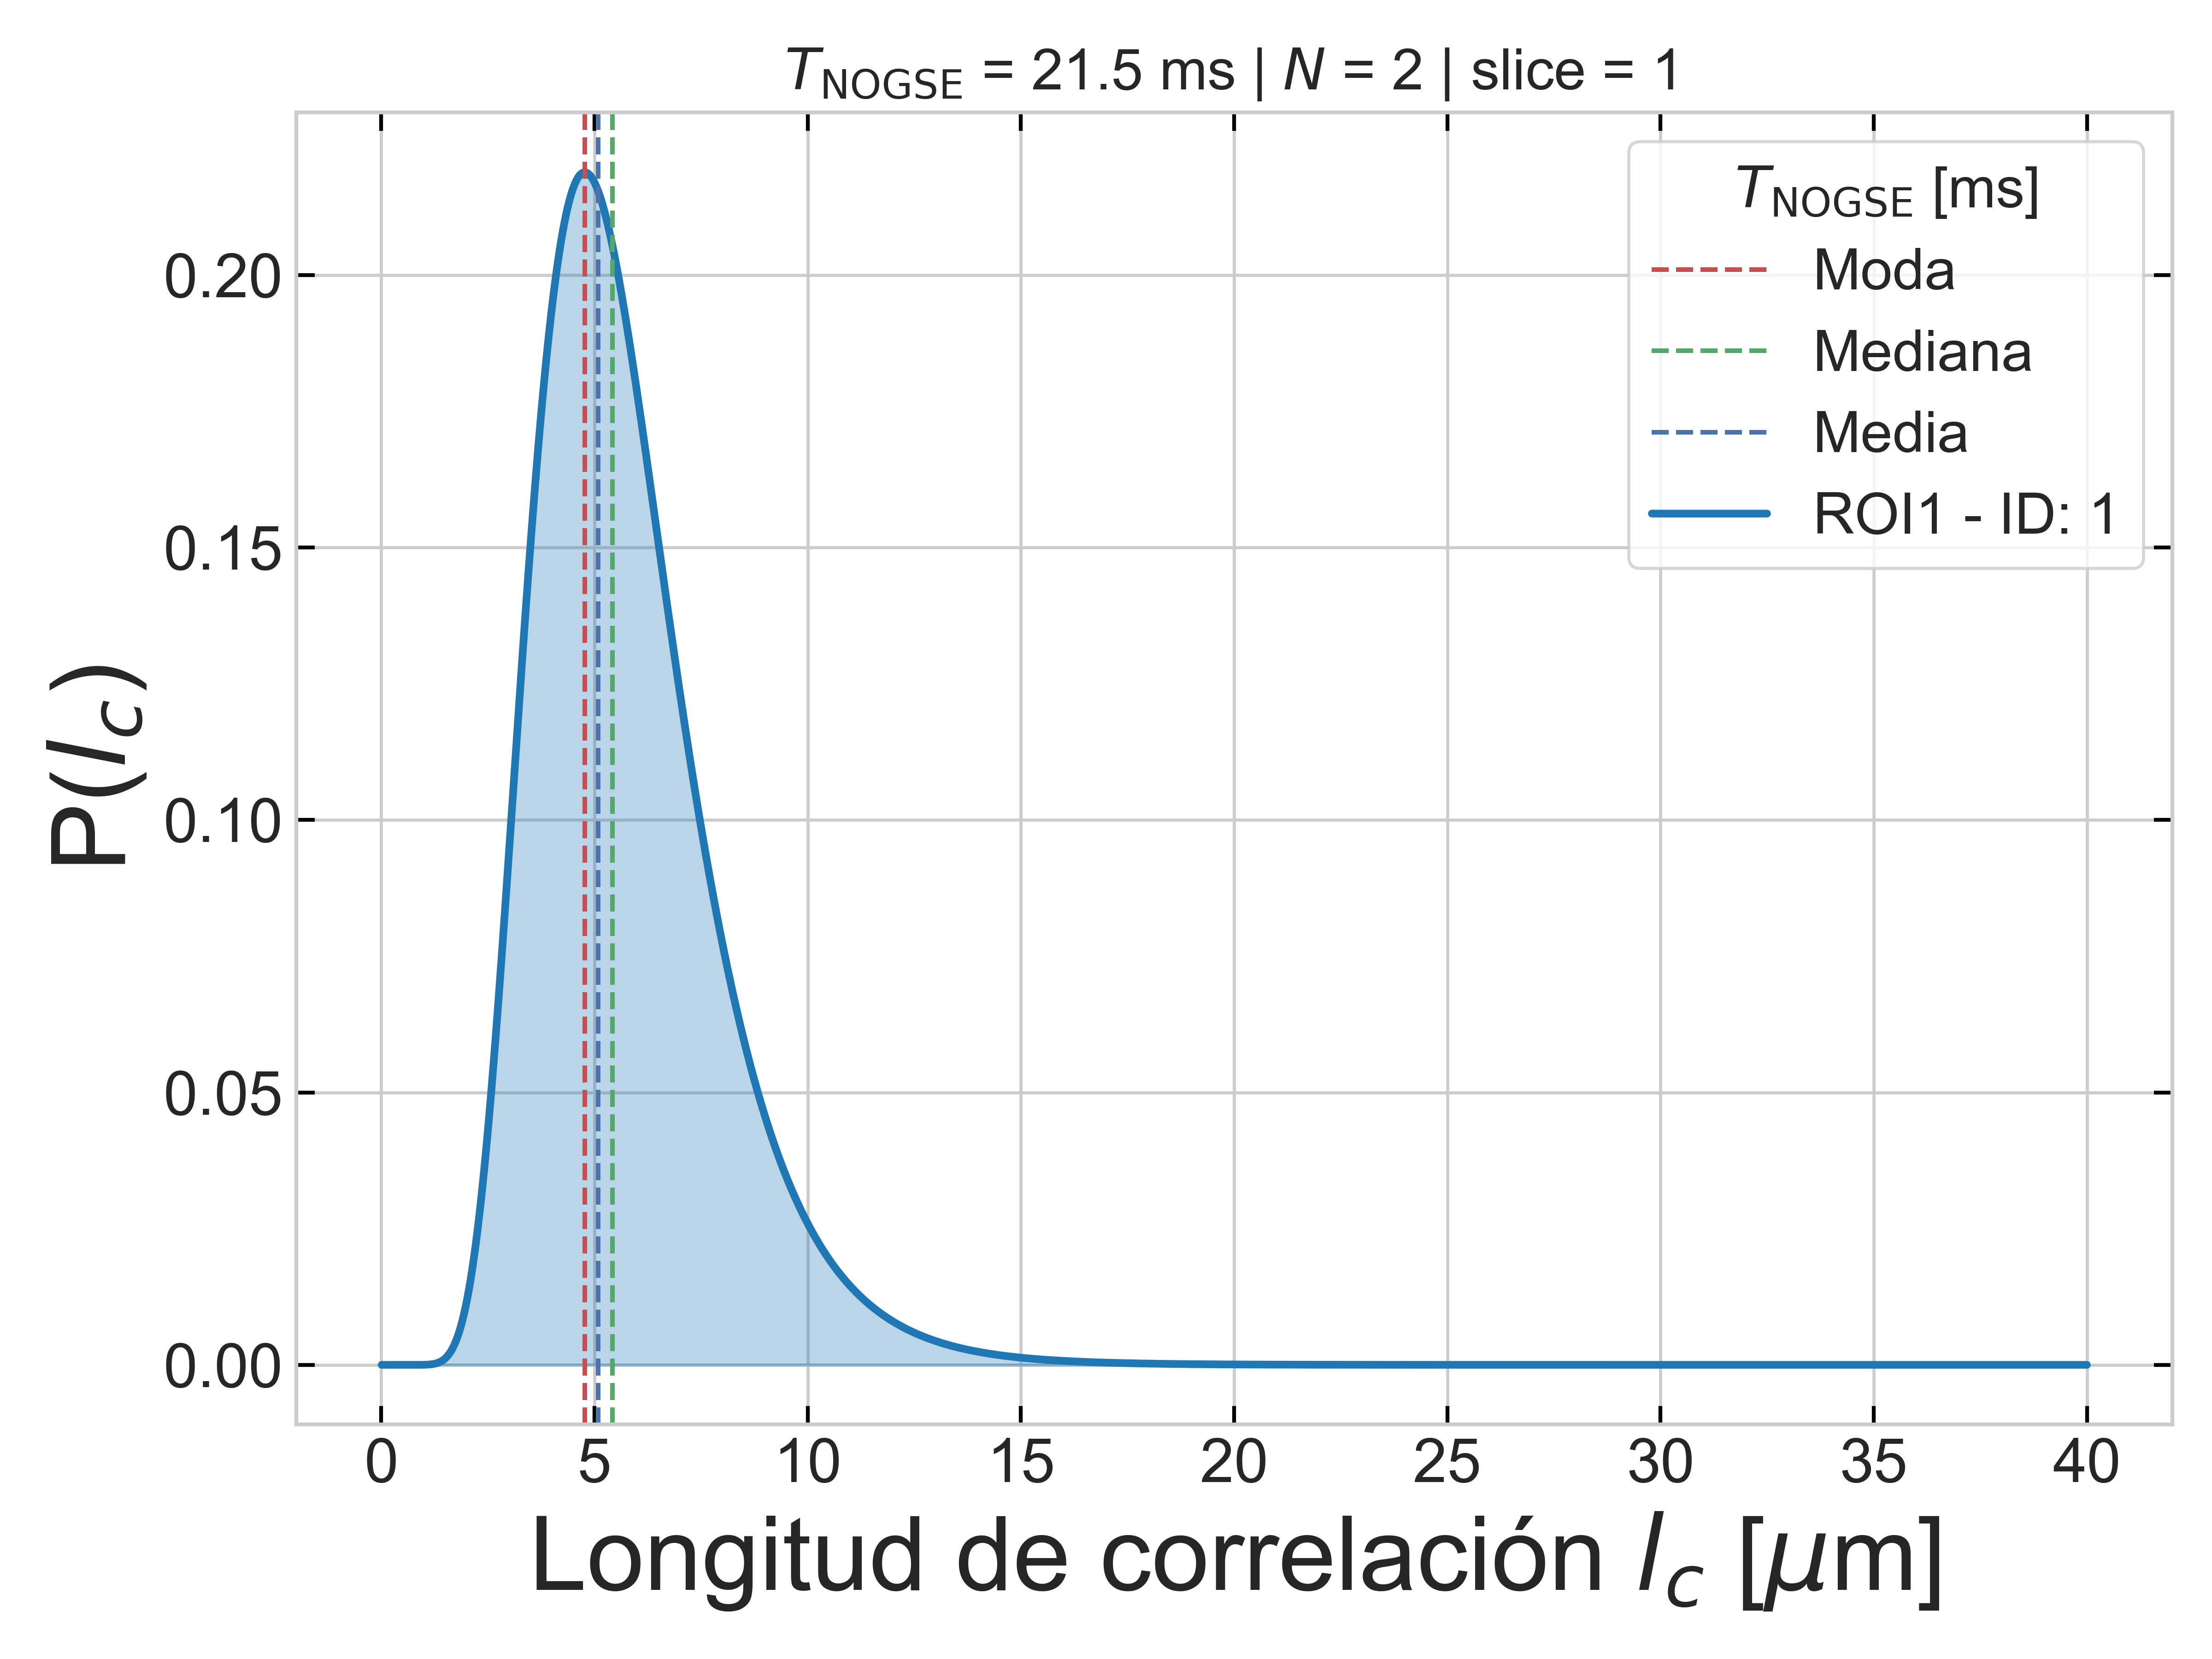 T_NOGSE = 21.5 ms | N = 2 | slice = 1
T_NOGSE [ms]
Moda
Mediana
Media
ROI1 - ID: 1
P(l_c)
0.20
0.15
0.10
0.05
0.00
0 5 10 15 20 25 30 35 40
Longitud de correlación l_c [μm]